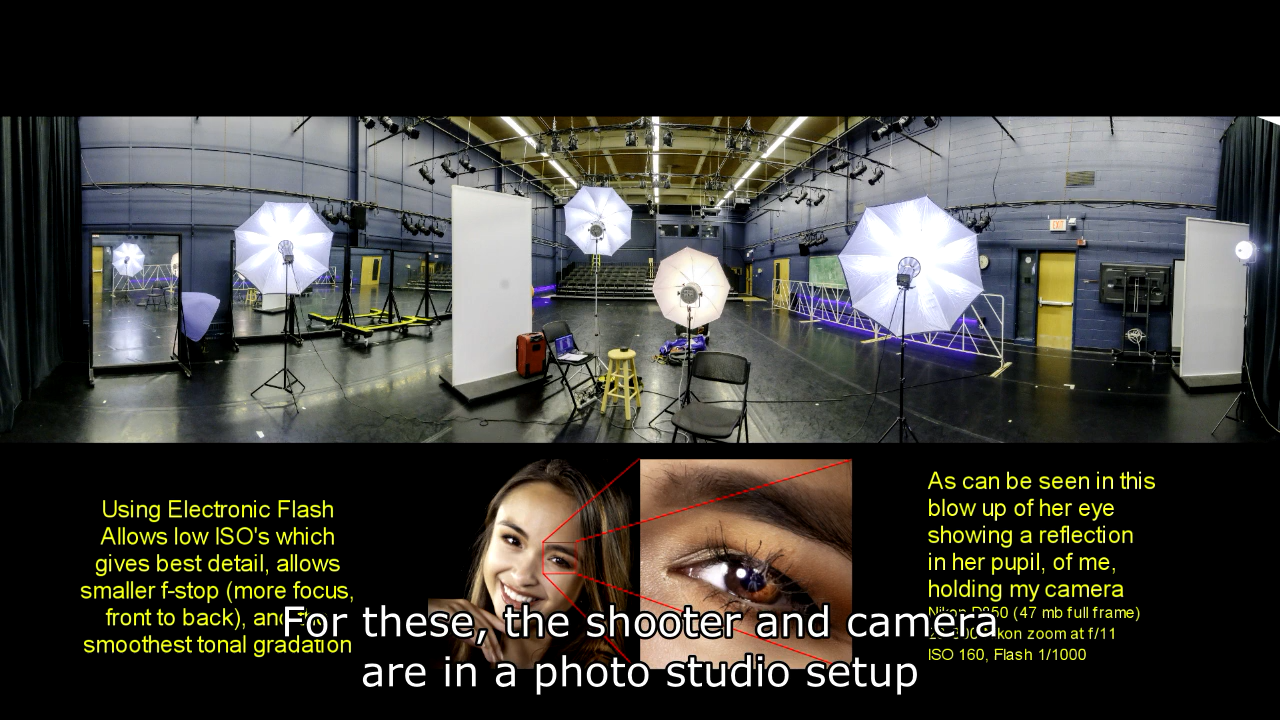 Using Electronic Flash
Allows low ISO's which
gives best detail, allows
smaller f-stop (more focus,
front to back), and
smoothest tonal gradation
As can be seen in this
blow up of her eye
showing a reflection
in her pupil, of me,
holding my camera
Nikon D850 (47 mb full frame)
zoom at f/11
ISO 160, Flash 1/1000
For these, the shooter and camera
are in a photo studio setup